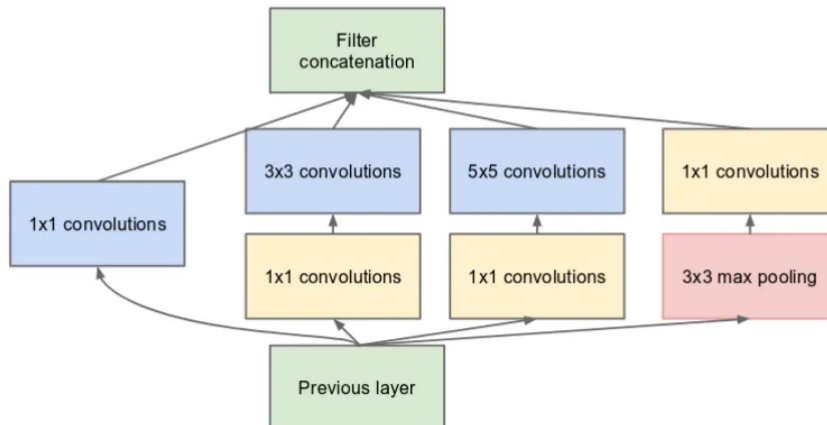 Filter
concatenation
3x3 convolutions
5x5 convolutions
1x1 convolutions
1x1 convolutions
1x1 convolutions
1x1 convolutions
3x3 max pooling
Previous layer